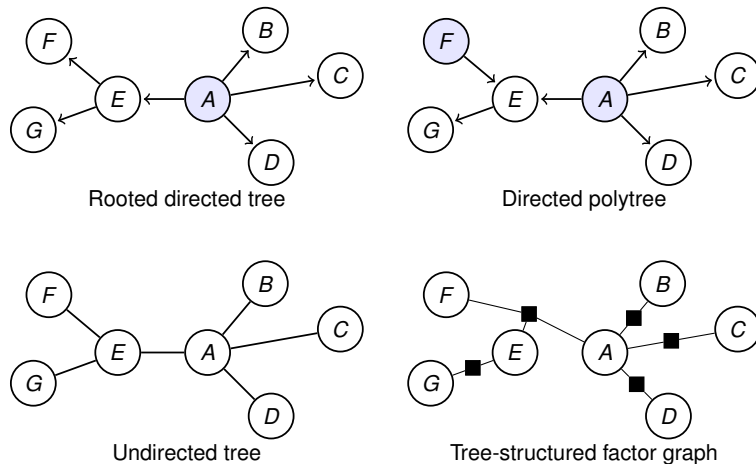 F
B
C
E
A
G
D
Rooted directed tree
F
B
C
E
A
G
D
Directed polytree
F
B
C
E
A
G
D
Undirected tree
F
B
C
E
A
G
D
Tree-structured factor graph